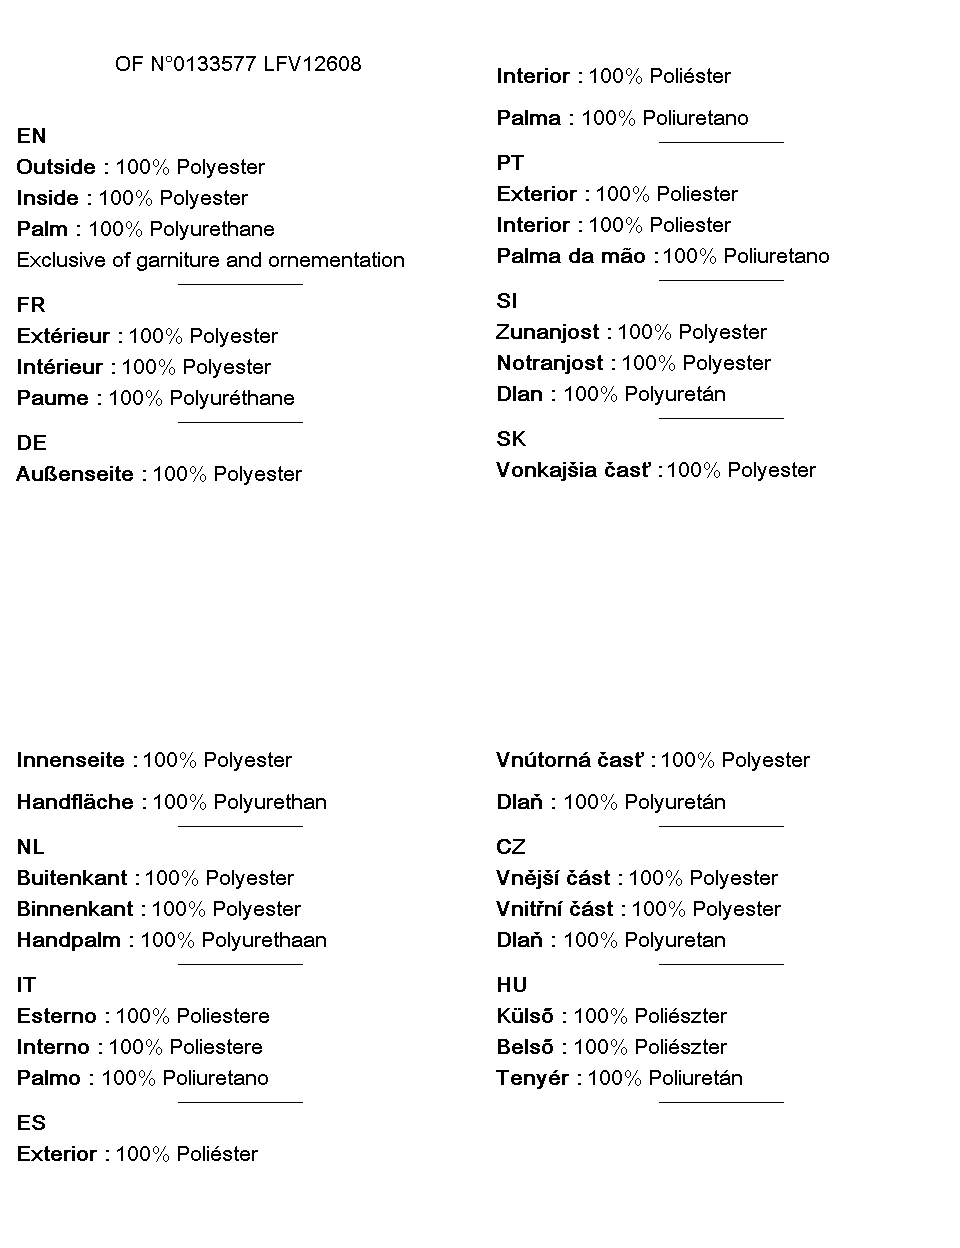 OF N°0133577 LFV12608
EN
Outside : 100% Polyester
Inside : 100% Polyester
Palm : 100% Polyurethane
Exclusive of garniture and ornementation
FR
Extérieur : 100% Polyester
Intérieur : 100% Polyester
Paume : 100% Polyuréthane
DE
Außenseite : 100% Polyester
Innenseite : 100% Polyester
Handfläche : 100% Polyurethan
NL
Buitenkant : 100% Polyester
Binnenkant : 100% Polyester
Handpalm : 100% Polyurethaan
IT
Esterno : 100% Poliestere
Interno : 100% Poliestere
Palmo : 100% Poliuretano
ES
Exterior : 100% Poliéster
Interior : 100% Poliéster
Palma : 100% Poliuretano
PT
Exterior : 100% Poliester
Interior : 100% Poliester
Palma da mão : 100% Poliuretano
SI
Zunanjost : 100% Polyester
Notranjost : 100% Polyester
Dlan : 100% Polyuretán
SK
Vonkajšia časť : 100% Polyester
Vnútorná časť : 100% Polyester
Dlaň : 100% Polyuretán
CZ
Vnější část : 100% Polyester
Vnitřní část : 100% Polyester
Dlaň : 100% Polyuretan
HU
Külsõ : 100% Poliészter
Belsõ : 100% Poliészter
Tenyér : 100% Poliuretán